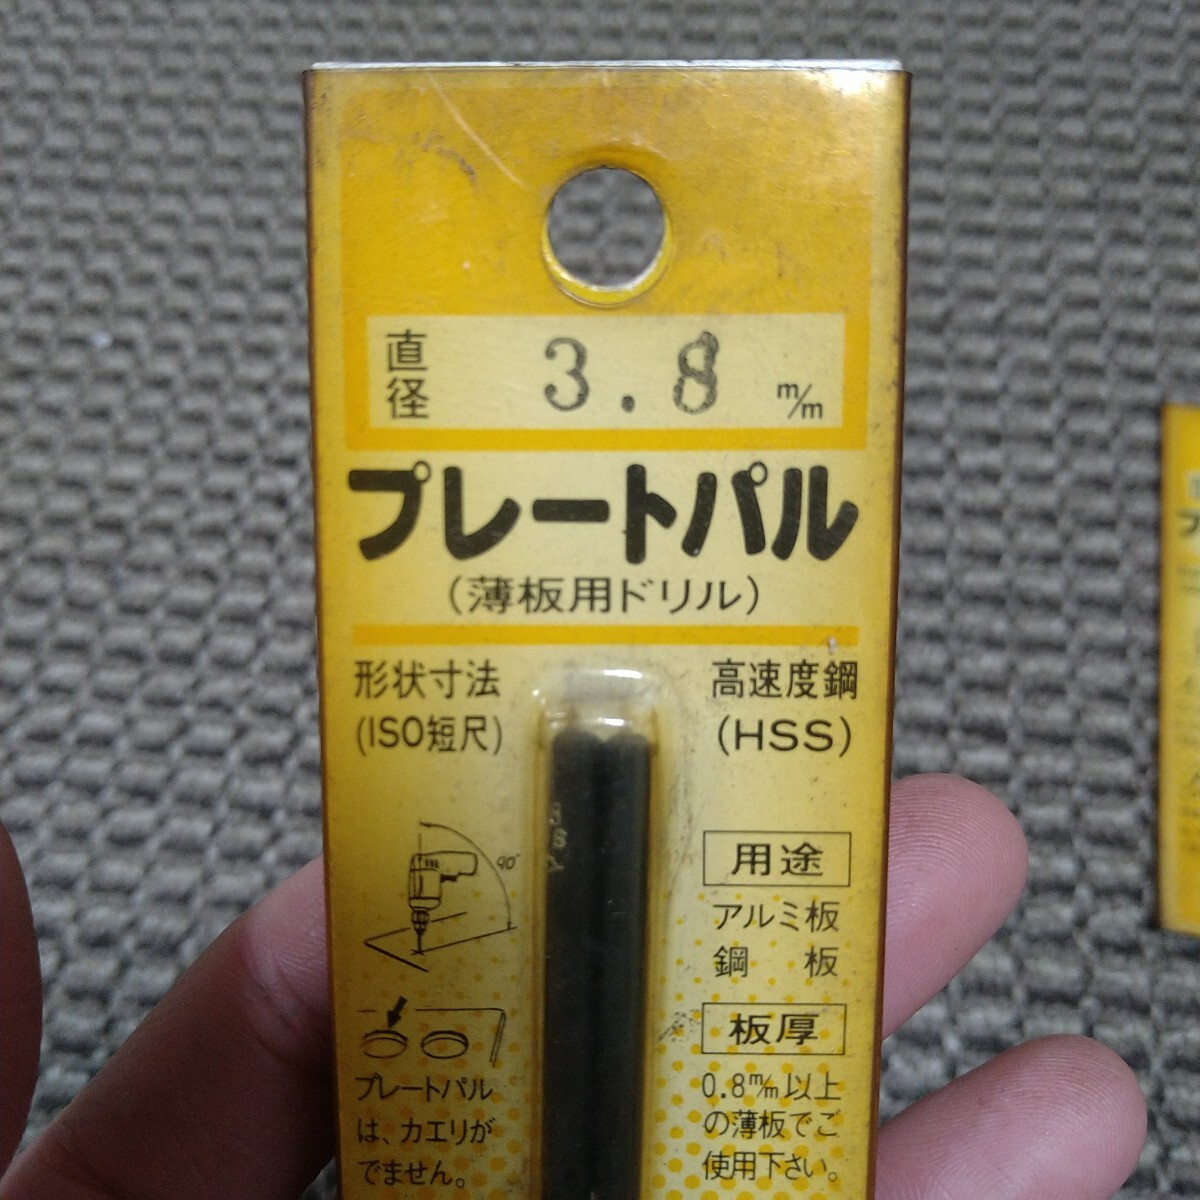 直径 3.8 m/m
プレートパル
(薄板用ドリル)
形状寸法
(ISO短尺)
高速度鋼
(HSS)
90°
用途
アルミ板
鋼 板
板厚
0.8m/m以上
の薄板でご
使用下さい。
プレートパル
は、カエリが
でません。